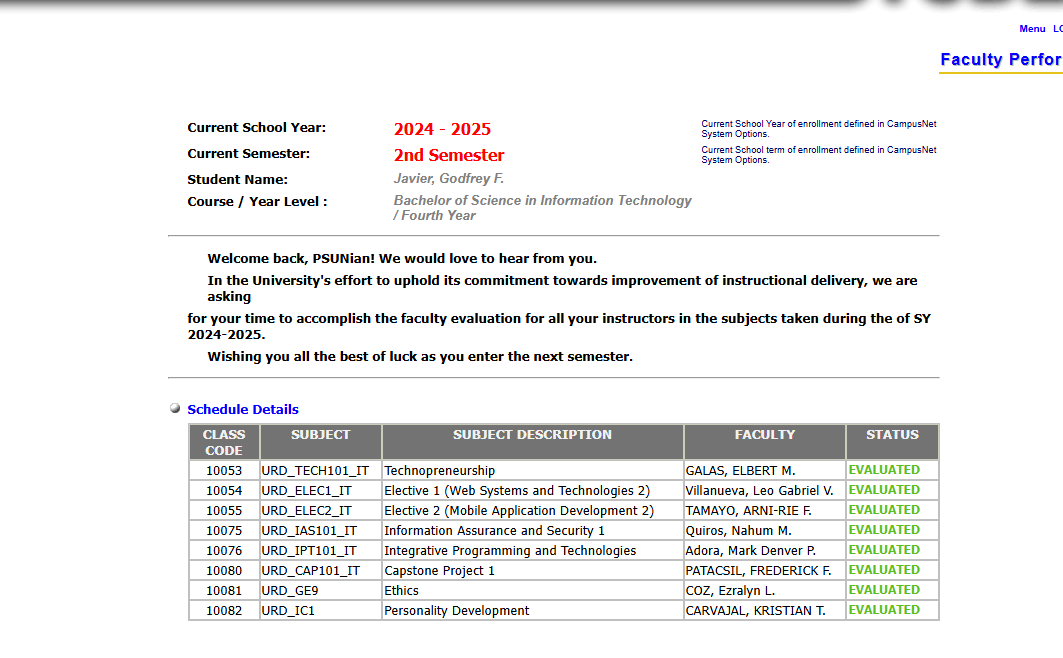 Menu
Faculty
Current School Year:
2024 - 2025
Current School Year of enrollment defined in CampusNet
System Options.
Current Semester:
2nd Semester
Current School term of enrollment defined in CampusNet
System Options.
Student Name:
Javier, Godfrey F.
Course / Year Level :
Bachelor of Science in Information Technology
/ Fourth Year
Welcome back, PSUNian! We would love to hear from you.
In the University's effort to uphold its commitment towards improvement of instructional delivery, we are
asking
for your time to accomplish the faculty evaluation for all your instructors in the subjects taken during the of SY
2024-2025.
Wishing you all the best of luck as you enter the next semester.
Schedule Details
CLASS CODE SUBJECT SUBJECT DESCRIPTION FACULTY STATUS
10053 URD_TECH101_IT Technopreneurship GALAS, ELBERT M. EVALUATED
10054 URD_ELEC1_IT Elective 1 (Web Systems and Technologies 2) Villanueva, Leo Gabriel V. EVALUATED
10055 URD_ELEC2_IT Elective 2 (Mobile Application Development 2) TAMAYO, ARNI-RIE F. EVALUATED
10075 URD_IAS101_IT Information Assurance and Security 1 Quiros, Nahum M. EVALUATED
10076 URD_IPT101_IT Integrative Programming and Technologies Adora, Mark Denver P. EVALUATED
10080 URD_CAP101_IT Capstone Project 1 PATACSIL, FREDERICK F. EVALUATED
10081 URD_GE9 Ethics COZ, Ezralyn L. EVALUATED
10082 URD_IC1 Personality Development CARVAJAL, KRISTIAN T. EVALUATED